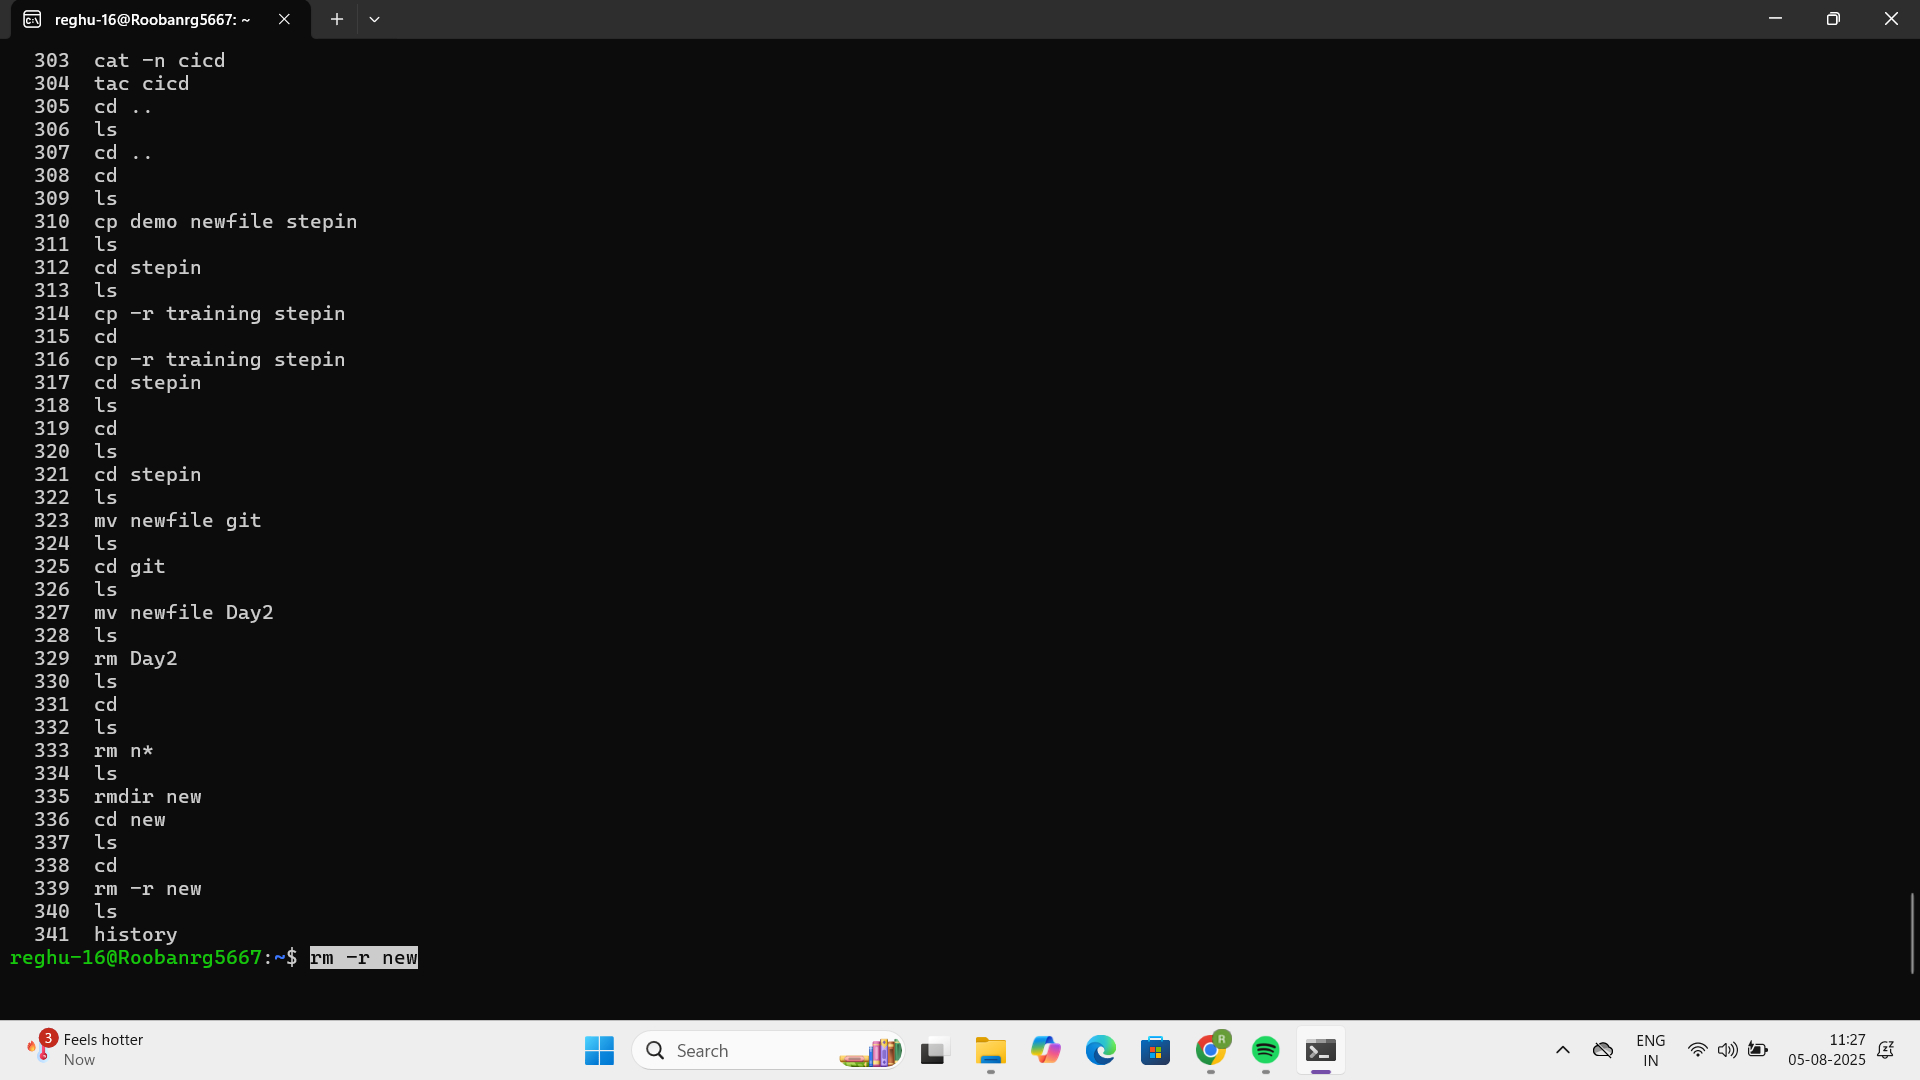 reghu-16@Roobanrg5667: ~
303 cat -n cicd
304 tac cicd
305 cd ..
306 ls
307 cd ..
308 cd
309 ls
310 cp demo newfile stepin
311 ls
312 cd stepin
313 ls
314 cp -r training stepin
315 cd
316 cp -r training stepin
317 cd stepin
318 ls
319 cd
320 ls
321 cd stepin
322 ls
323 mv newfile git
324 ls
325 cd git
326 ls
327 mv newfile Day2
328 ls
329 rm Day2
330 ls
331 cd
332 ls
333 rm n*
334 ls
335 rmdir new
336 cd new
337 ls
338 cd
339 rm -r new
340 ls
341 history
reghu-16@Roobanrg5667:~$ rm -r new
3
Feels hotter
Now
Search
R
ENG
IN
11:27
05-08-2025